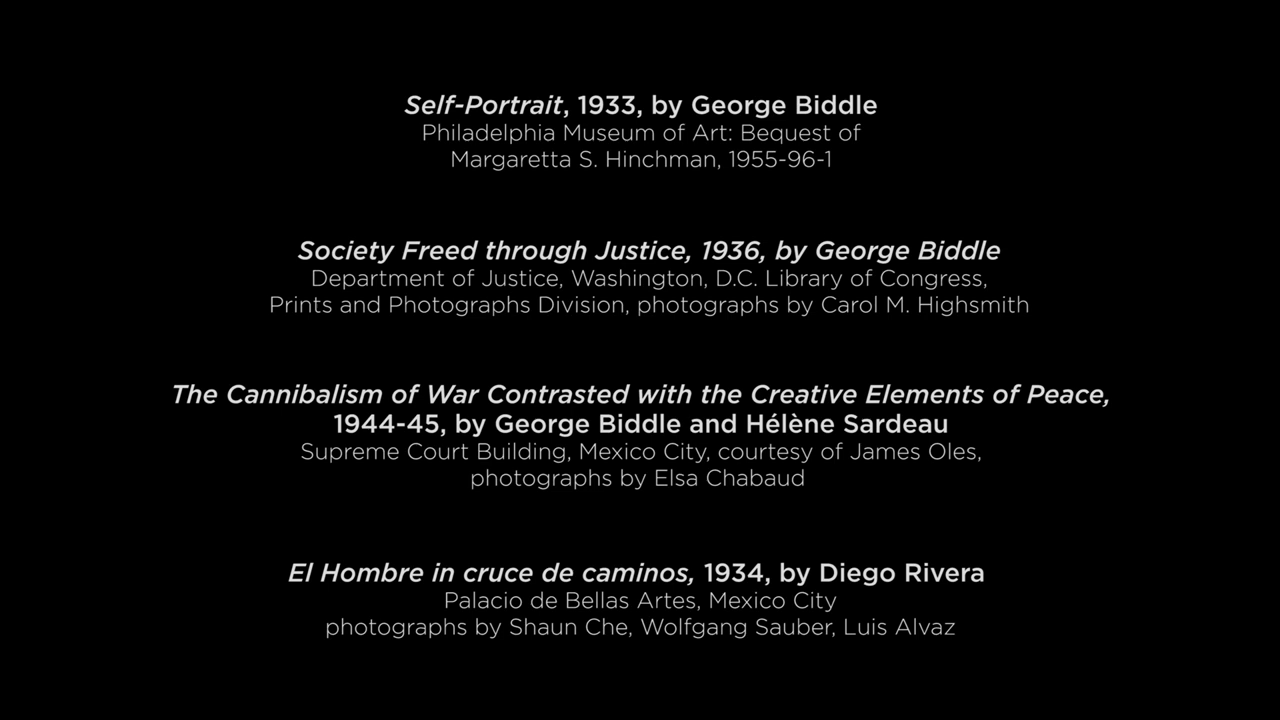 Self-Portrait, 1933, by George Biddle
Philadelphia Museum of Art: Bequest of
Margaretta S. Hinchman, 1955-96-1
Society Freed through Justice, 1936, by George Biddle
Department of Justice, Washington, D.C. Library of Congress,
Prints and Photographs Division, photographs by Carol M. Highsmith
The Cannibalism of War Contrasted with the Creative Elements of Peace,
1944-45, by George Biddle and Hélène Sardeau
Supreme Court Building, Mexico City, courtesy of James Oles,
photographs by Elsa Chabaud
El Hombre in cruce de caminos, 1934, by Diego Rivera
Palacio de Bellas Artes, Mexico City
photographs by Shaun Che, Wolfgang Sauber, Luis Alvaz